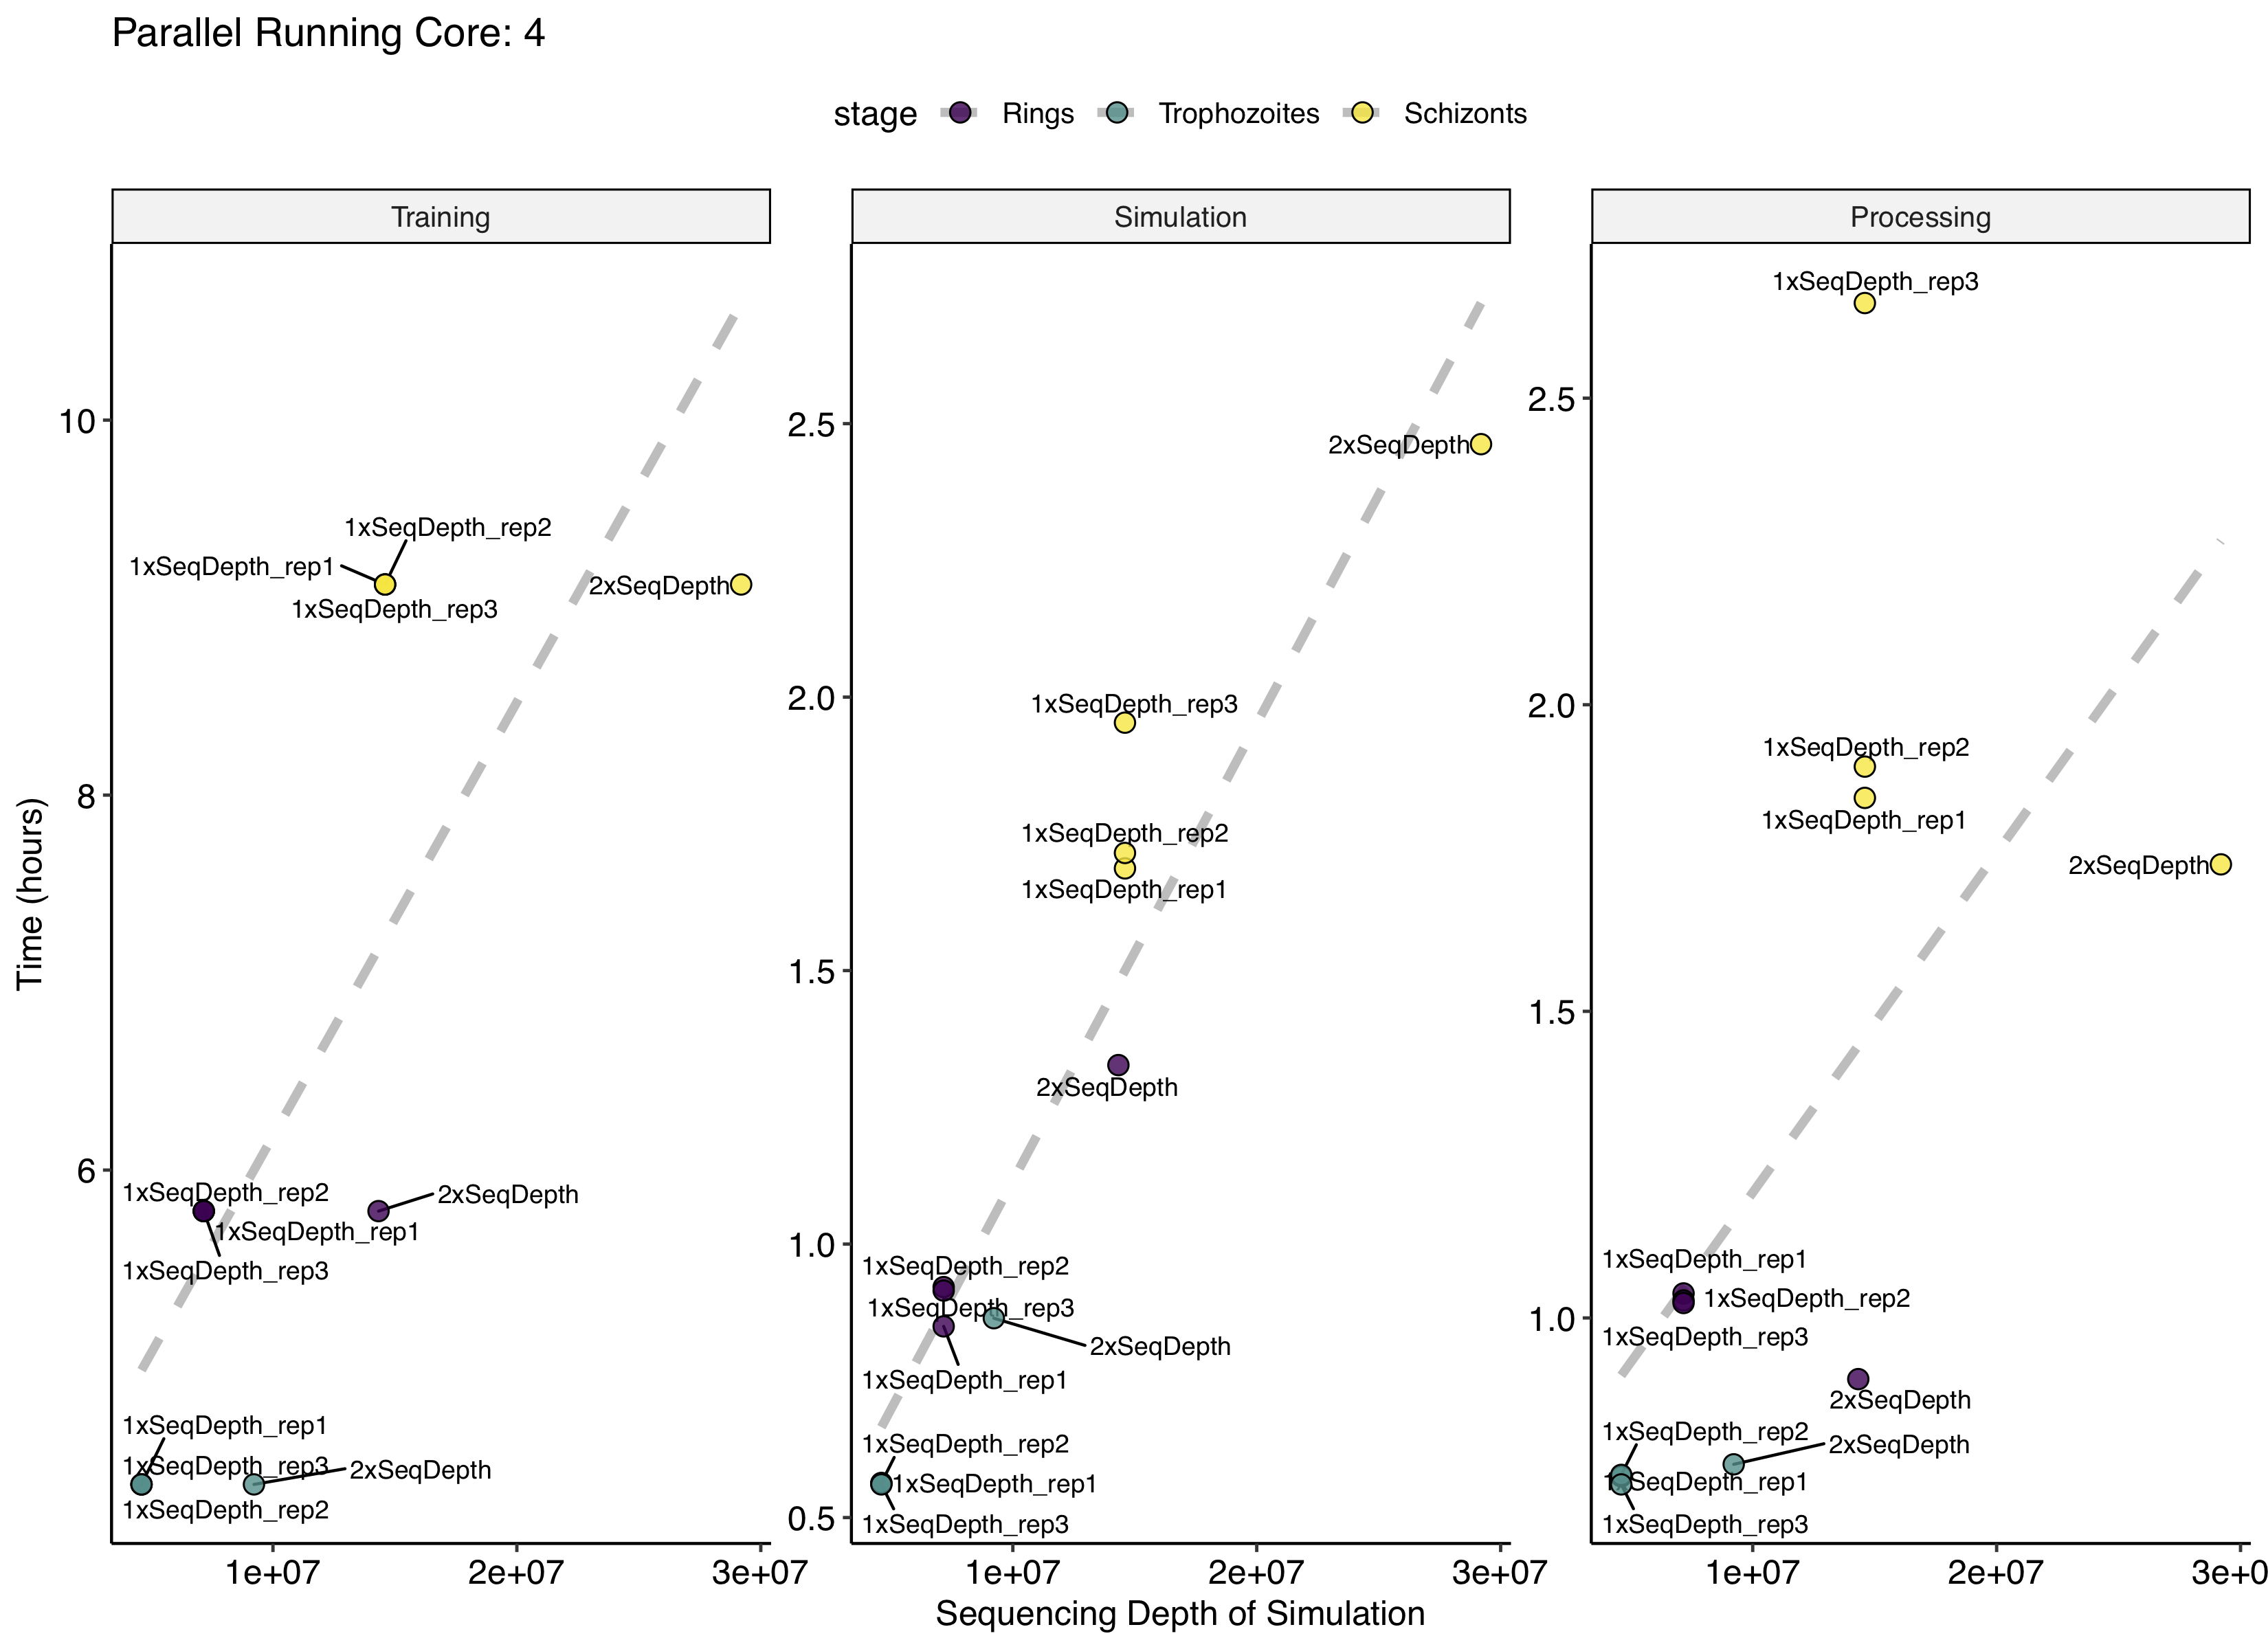 Parallel Running Core: 4
stage Rings Trophozoites Schizonts
Training
Simulation
Processing
Time (hours)
10
8
6
1xSeqDepth_rep2
1xSeqDepth_rep1
1xSeqDepth_rep3
2xSeqDepth
1xSeqDepth_rep2
2xSeqDepth
1xSeqDepth_rep1
1xSeqDepth_rep3
1xSeqDepth_rep1
1xSeqDepth_rep3
2xSeqDepth
1xSeqDepth_rep2
1e+07 2e+07 3e+07
2.5
2.0
1.5
1.0
0.5
2xSeqDepth
1xSeqDepth_rep3
1xSeqDepth_rep2
1xSeqDepth_rep1
2xSeqDepth
1xSeqDepth_rep2
1xSeqDepth_rep3
2xSeqDepth
1xSeqDepth_rep1
1xSeqDepth_rep2
1xSeqDepth_rep1
1xSeqDepth_rep3
1e+07 2e+07 3e+07
2.5
2.0
1.5
1.0
1xSeqDepth_rep3
1xSeqDepth_rep2
1xSeqDepth_rep1
2xSeqDepth
1xSeqDepth_rep1
1xSeqDepth_rep2
1xSeqDepth_rep3
2xSeqDepth
1xSeqDepth_rep2
2xSeqDepth
1xSeqDepth_rep1
1xSeqDepth_rep3
1e+07 2e+07 3e+0
Sequencing Depth of Simulation